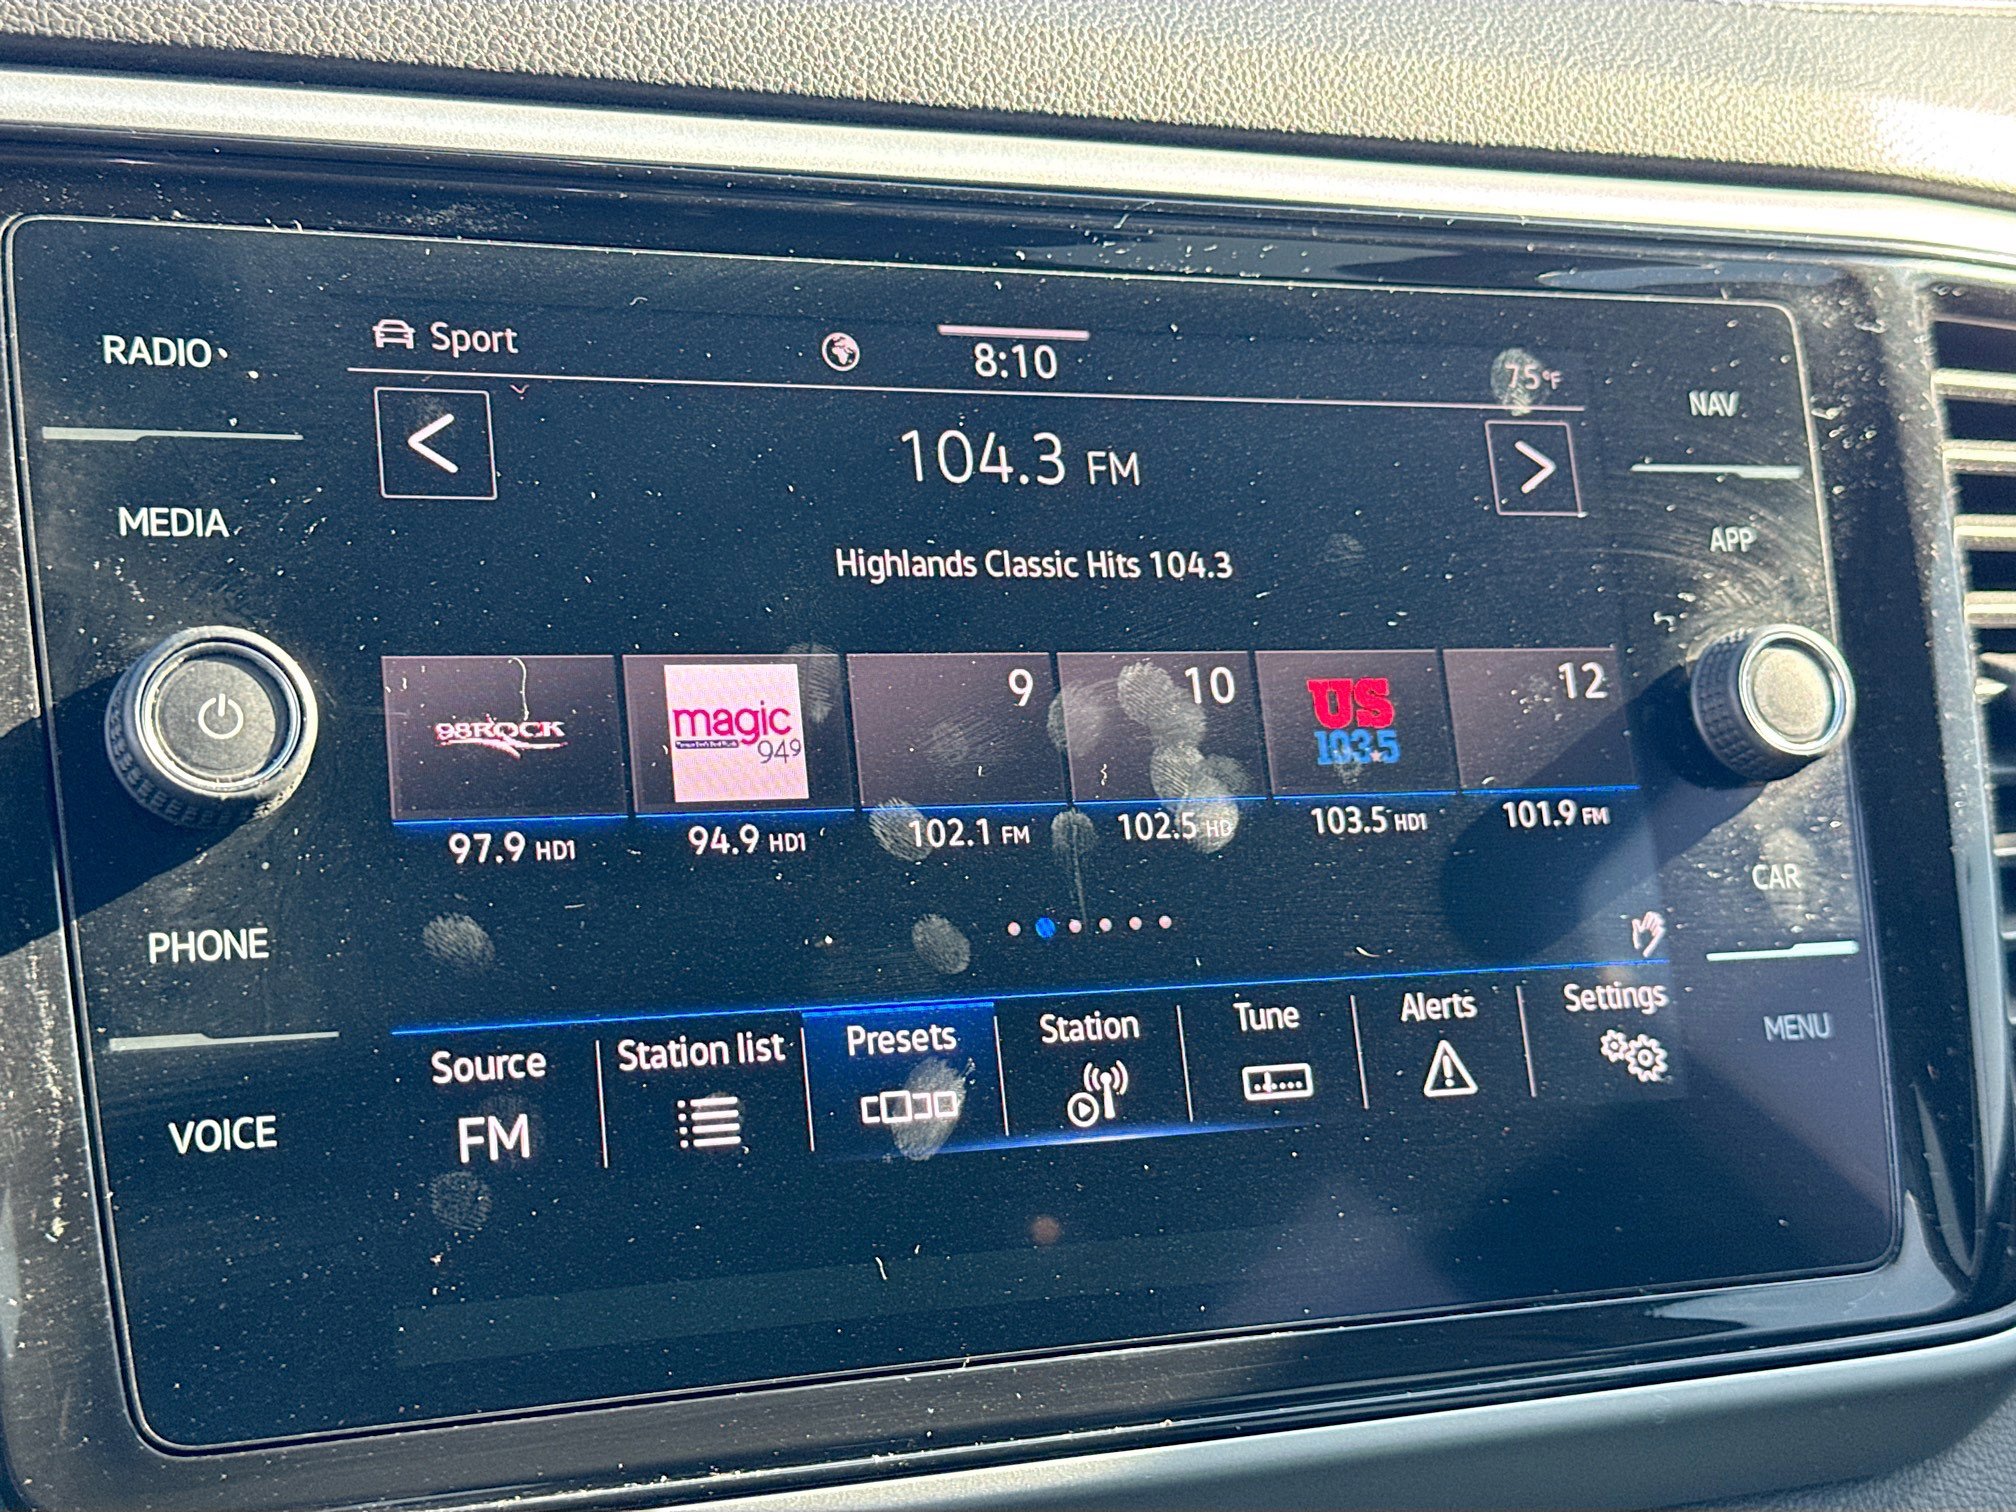 RADIO
Sport
8:10
75°F
NAV
104.3 FM
MEDIA
APP
Highlands Classic Hits 104.3
98ROCK
magic
94⁹
9
10
US
103.5
12
97.9 HD1
94.9 HD1
102.1 FM
102.5 HD
103.5 HD1
101.9 FM
CAR
PHONE
Source
FM
Station list
Presets
Station
Tune
Alerts
Settings
MENU
VOICE